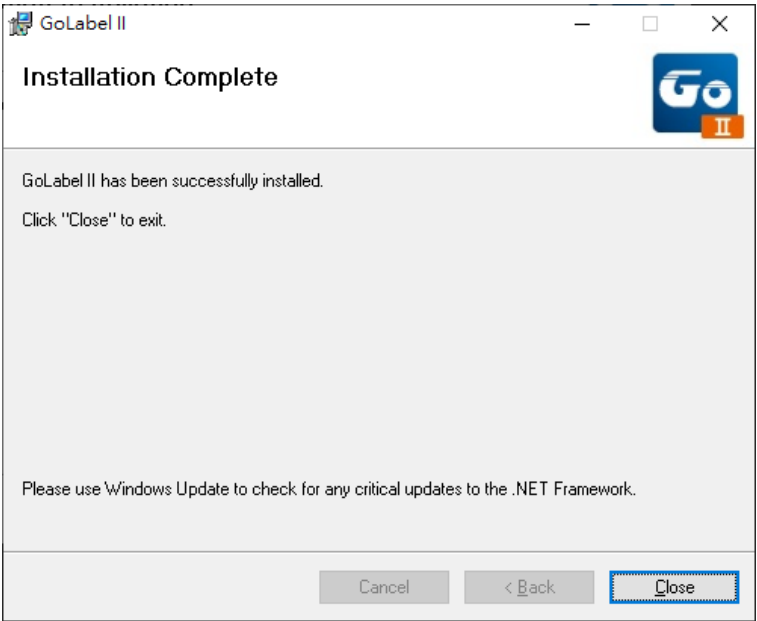 GoLabel II
Installation Complete
Go
II
GoLabel II has been successfully installed.
Click "Close" to exit.
Please use Windows Update to check for any critical updates to the .NET Framework.
Cancel
< Back
Close